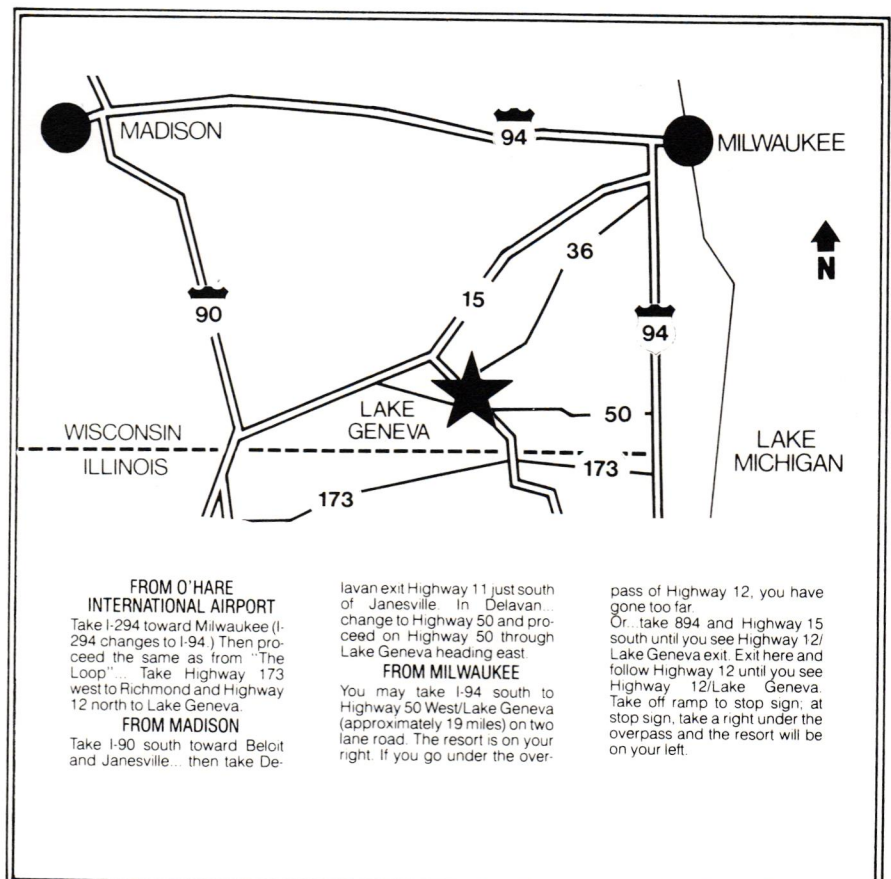 MADISON
94
MILWAUKEE
36
N
15
90
94
LAKE
GENEVA
50
WISCONSIN
ILLINOIS
LAKE
MICHIGAN
173
173
FROM O'HARE
INTERNATIONAL AIRPORT
Take I-294 toward Milwaukee (I-
294 changes to I-94.) Then pro-
ceed the same as from "The
Loop"... Take Highway 173
west to Richmond and Highway
12 north to Lake Geneva.
FROM MADISON
Take I-90 south toward Beloit
and Janesville... then take De-
lavan exit Highway 11 just south
of Janesville. In Delavan...
change to Highway 50 and pro-
ceed on Highway 50 through
Lake Geneva heading east.
FROM MILWAUKEE
You may take I-94 south to
Highway 50 West/Lake Geneva
(approximately 19 miles) on two
lane road. The resort is on your
right. If you go under the over-
pass of Highway 12, you have
gone too far.
Or...take 894 and Highway 15
south until you see Highway 12/
Lake Geneva exit. Exit here and
follow Highway 12 until you see
Highway 12/Lake Geneva.
Take off ramp to stop sign; at
stop sign, take a right under the
overpass and the resort will be
on your left.